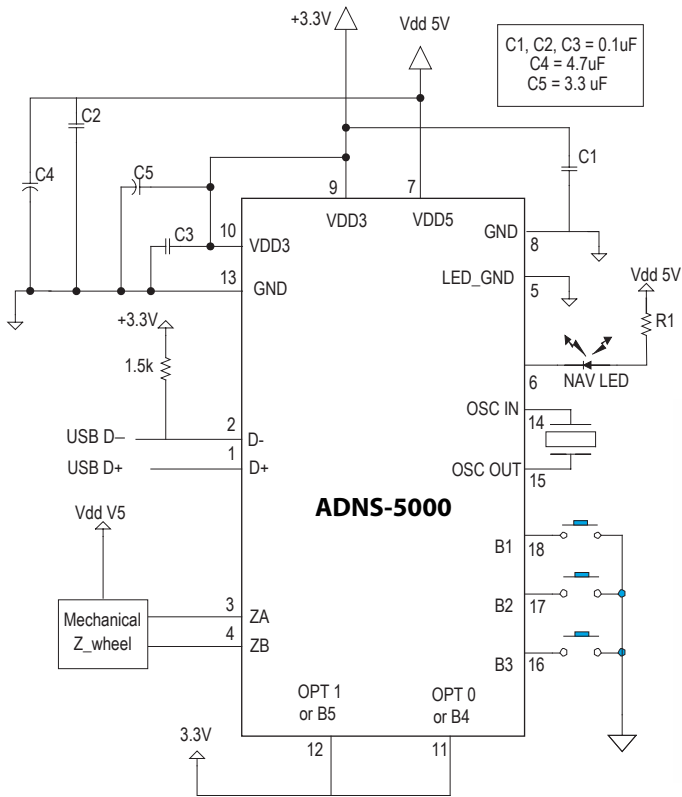 +3.3V
Vdd 5V
C1, C2, C3 = 0.1uF
C4 = 4.7uF
C5 = 3.3 uF
C2
C1
C4
C5
9
7
VDD3
VDD5
C3
10
VDD3
GND
8
13
GND
LED_GND
5
Vdd 5V
+3.3V
R1
1.5k
6
NAV LED
OSC IN
14
USB D–
2
D-
USB D+
1
D+
OSC OUT
15
ADNS-5000
Vdd V5
B1
18
3
ZA
B2
17
Mechanical
Z_wheel
4
ZB
B3
16
OPT 1
or B5
OPT 0
or B4
3.3V
12
11